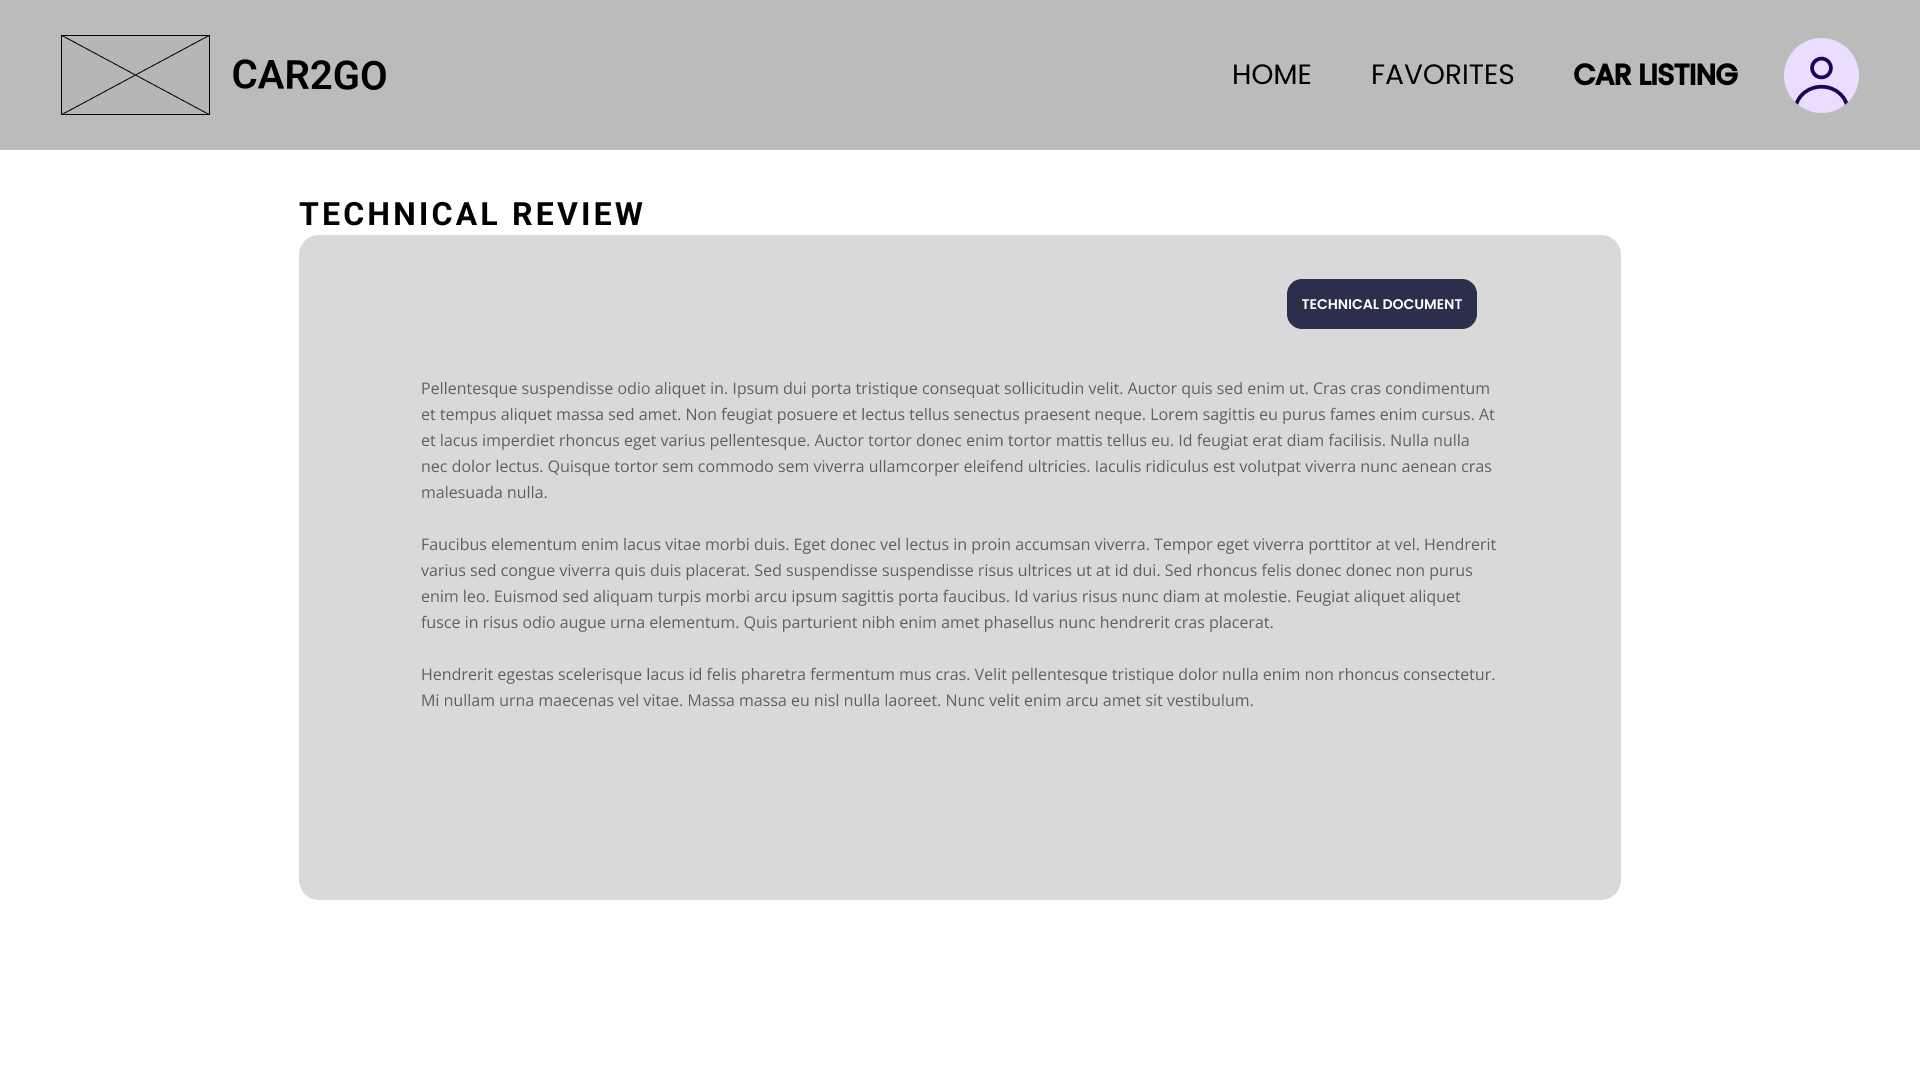 CAR2GO
HOME
FAVORITES
CAR LISTING
TECHNICAL REVIEW
TECHNICAL DOCUMENT
Pellentesque suspendisse odio aliquet in. Ipsum dui porta tristique consequat sollicitudin velit. Auctor quis sed enim ut. Cras cras condimentum
et tempus aliquet massa sed amet. Non feugiat posuere et lectus tellus senectus praesent neque. Lorem sagittis eu purus fames enim cursus. At
et lacus imperdiet rhoncus eget varius pellentesque. Auctor tortor donec enim tortor mattis tellus eu. Id feugiat erat diam facilisis. Nulla nulla
nec dolor lectus. Quisque tortor sem commodo sem viverra ullamcorper eleifend ultricies. Iaculis ridiculus est volutpat viverra nunc aenean cras
malesuada nulla.
Faucibus elementum enim lacus vitae morbi duis. Eget donec vel lectus in proin accumsan viverra. Tempor eget viverra porttitor at vel. Hendrerit
varius sed congue viverra quis duis placerat. Sed suspendisse suspendisse risus ultrices ut at id dui. Sed rhoncus felis donec donec non purus
enim leo. Euismod sed aliquam turpis morbi arcu ipsum sagittis porta faucibus. Id varius risus nunc diam at molestie. Feugiat aliquet aliquet
fusce in risus odio augue urna elementum. Quis parturient nibh enim amet phasellus nunc hendrerit cras placerat.
Hendrerit egestas scelerisque lacus id felis pharetra fermentum mus cras. Velit pellentesque tristique dolor nulla enim non rhoncus consectetur.
Mi nullam urna maecenas vel vitae. Massa massa eu nisl nulla laoreet. Nunc velit enim arcu amet sit vestibulum.